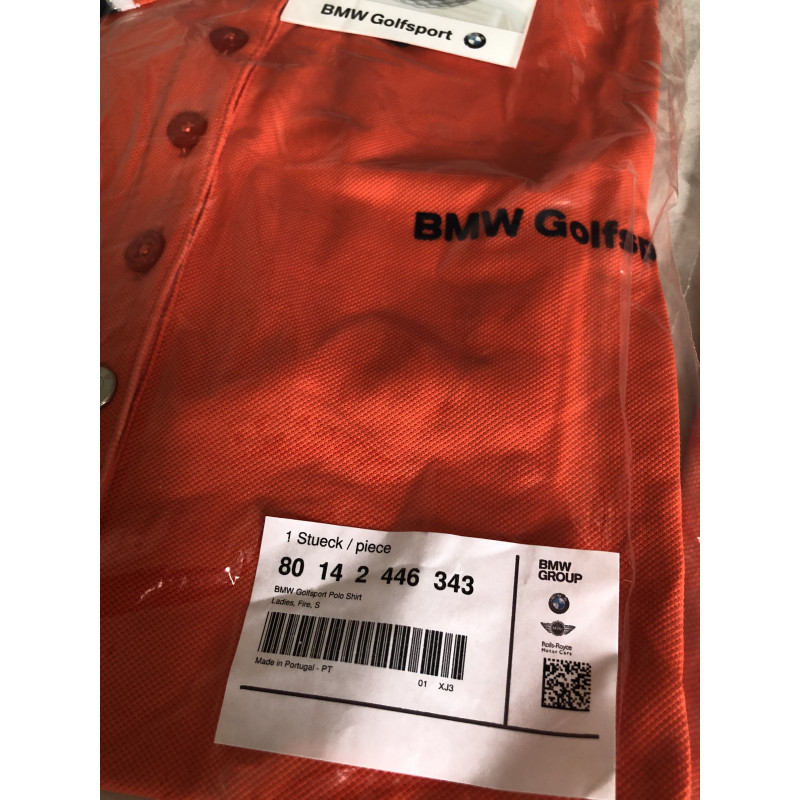 BMW Golfsport
BMW Golfsp
1 Stueck / piece
80 14 2 446 343
BMW Golfsport Polo Shirt
Ladies, Fire, S
Made in Portugal - PT
01 XJ3
BMW
GROUP
Rolls-Royce
Motor Cars